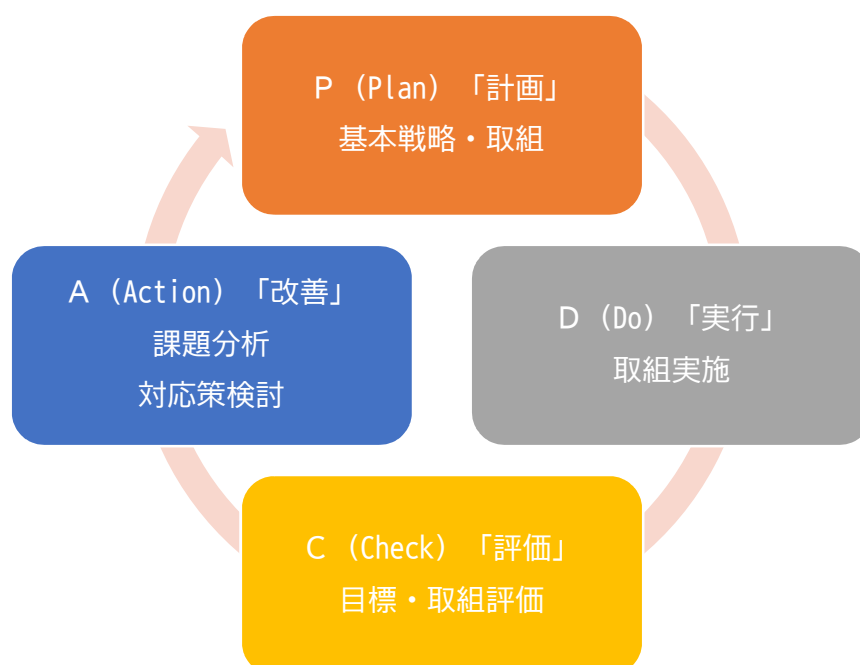 Ｐ（Plan）「計画」
基本戦略・取組
Ｄ（Do）「実行」
取組実施
Ｃ（Check）「評価」
目標・取組評価
Ａ（Action）「改善」
課題分析
対応策検討